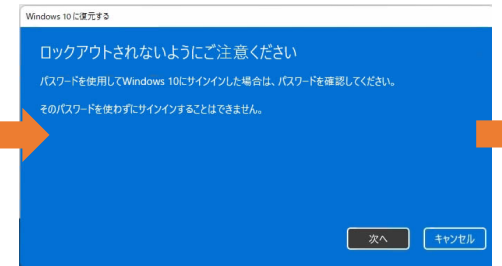 Windows 10 に復元する
ロックアウトされないようにご注意ください
パスワードを使用してWindows 10にサインインした場合は、パスワードを確認してください。
そのパスワードを使わずにサインインすることはできません。
次へ
キャンセル